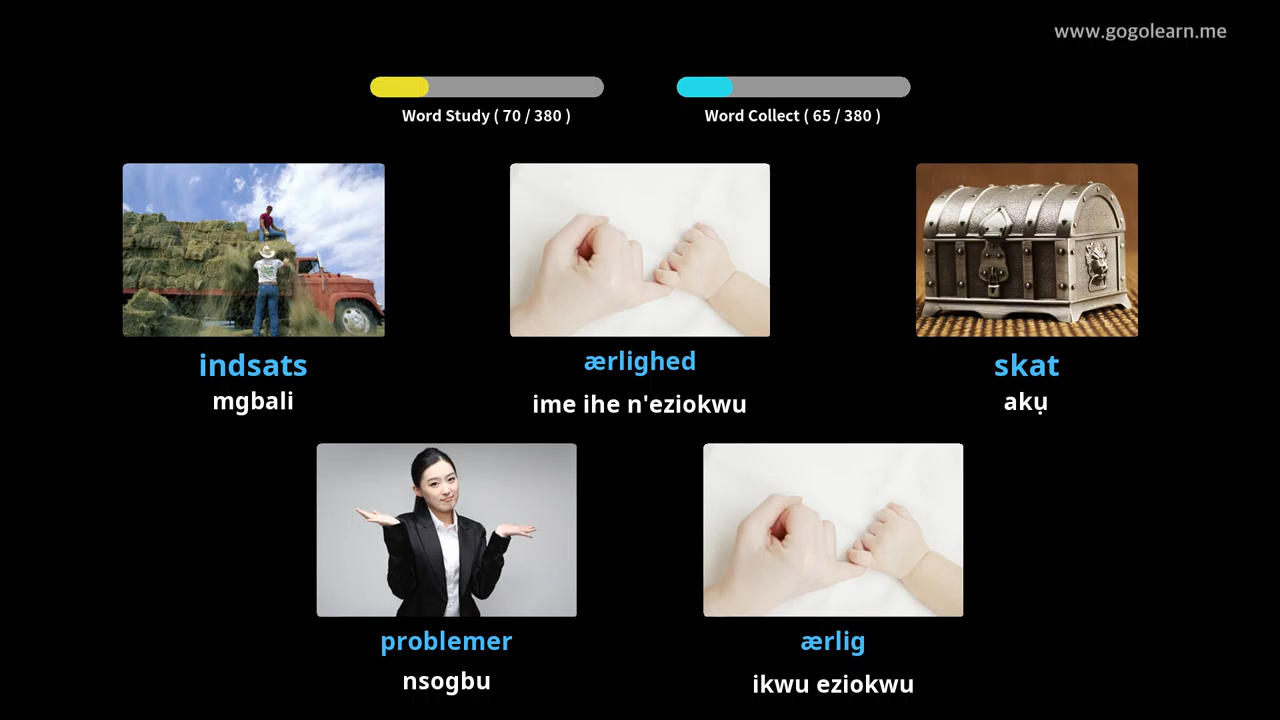 www.gogolearn.me
Word Study ( 70 / 380 )
Word Collect ( 65 / 380 )
indsats
mgbali
ærlighed
ime ihe n'eziokwu
skat
akụ
problemer
nsogbu
ærlig
ikwu eziokwu